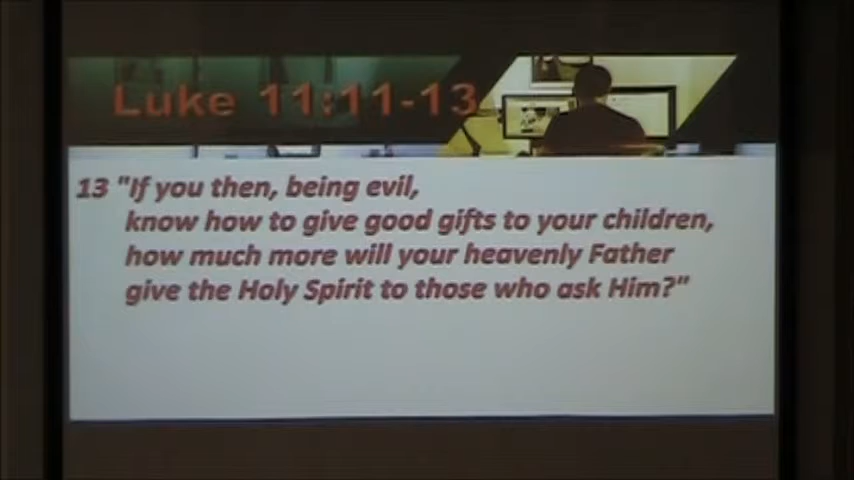 Luke 11:11-13
13 "If you then, being evil,
know how to give good gifts to your children,
how much more will your heavenly Father
give the Holy Spirit to those who ask Him?"